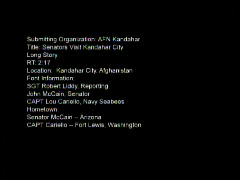 Submitting Organization: AFN Kandahar
Title: Senators Visit Kandahar City
Long Story
RT: 2:17
Location: Kandahar City, Afghanistan
Font Information:
SGT Robert Liddy, Reporting
John McCain, Senator
CAPT Lou Cariello, Navy Seabees
Hometown
Senator McCain – Arizona
CAPT Cariello – Fort Lewis, Washington